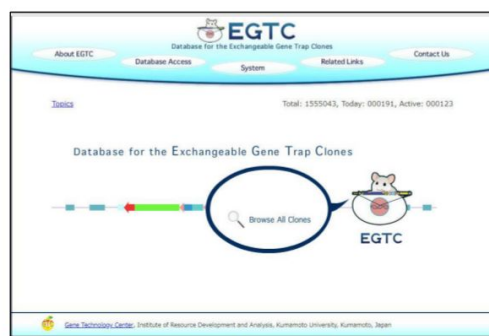 EGTC
Database for the Exchangeable Gene Trap Clones
About EGTC
Database Access
System
Related Links
Contact Us
Topics
Total: 1555043, Today: 000191, Active: 000123
Database for the Exchangeable Gene Trap Clones
Browse All Clones
EGTC
Gene Technology Center, Institute of Resource Development and Analysis, Kumamoto University, Kumamoto, Japan